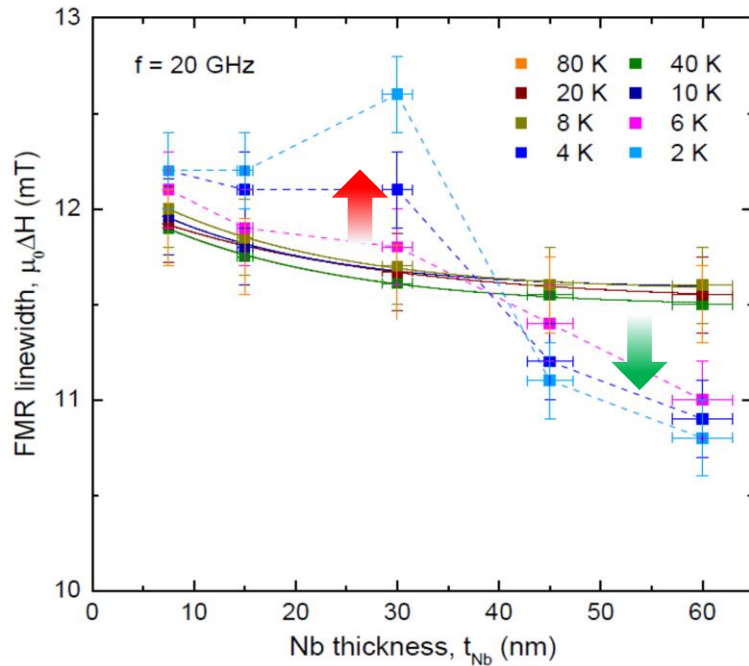 13
12
11
10
FMR linewidth, μ₀ΔH (mT)
f = 20 GHz
80 K 40 K
20 K 10 K
8 K 6 K
4 K 2 K
0 10 20 30 40 50 60
Nb thickness, t_Nb (nm)